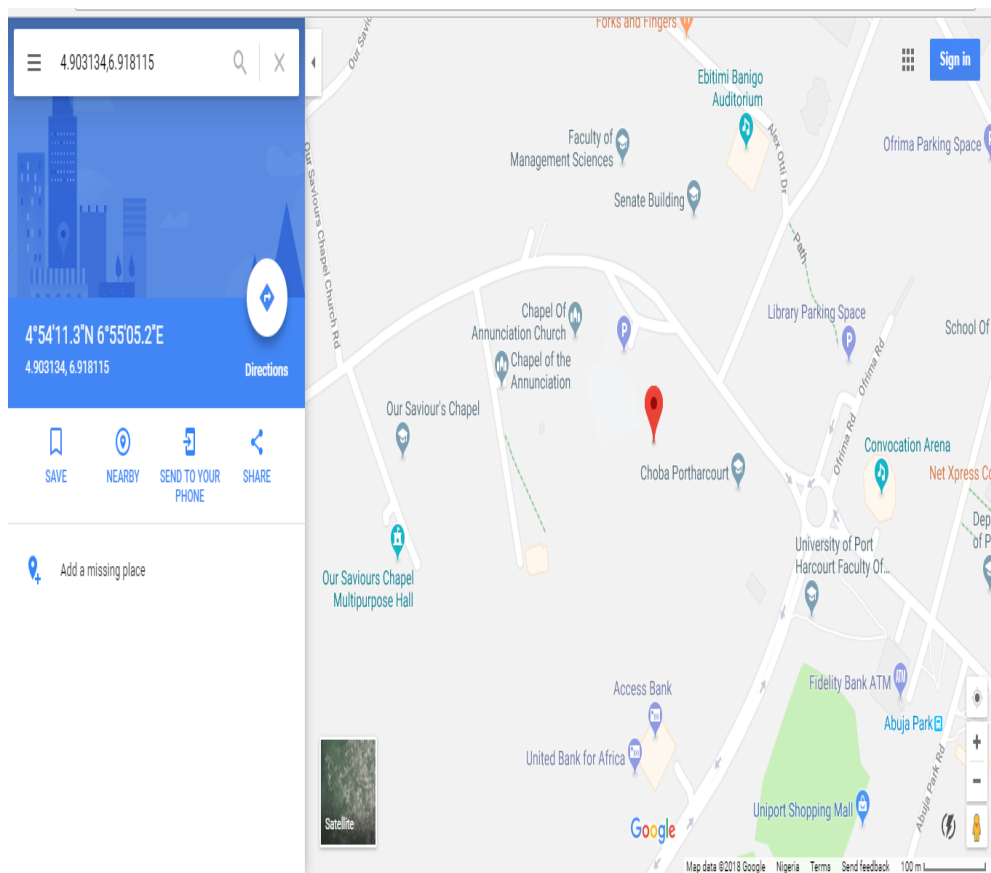 4.903134,6.918115
4°54'11.3"N 6°55'05.2"E
4.903134, 6.918115
Directions
SAVE
NEARBY
SEND TO YOUR
PHONE
SHARE
Add a missing place
Forks and Fingers
Our Savio
Sign in
Ebitimi Banigo
Auditorium
Alex Otti Dr
Faculty of
Management Sciences
Ofrima Parking Space
Our Saviours Chapel Church Rd
Senate Building
Path
Chapel Of
Annunciation Church
P
Library Parking Space
School Of
Chapel of the
Annunciation
Ofrima Rd
Our Saviour's Chapel
Ofrima Rd
Convocation Arena
Choba Portharcourt
Net Xpress Co
Dep
of P
University of Port
Harcourt Faculty Of...
Our Saviours Chapel
Multipurpose Hall
Access Bank
Fidelity Bank ATM
ATM
Abuja Park
United Bank for Africa
Abuja Park Rd
Uniport Shopping Mall
Satellite
Google
Map data ©2018 Google Nigeria Terms Send feedback 100 m